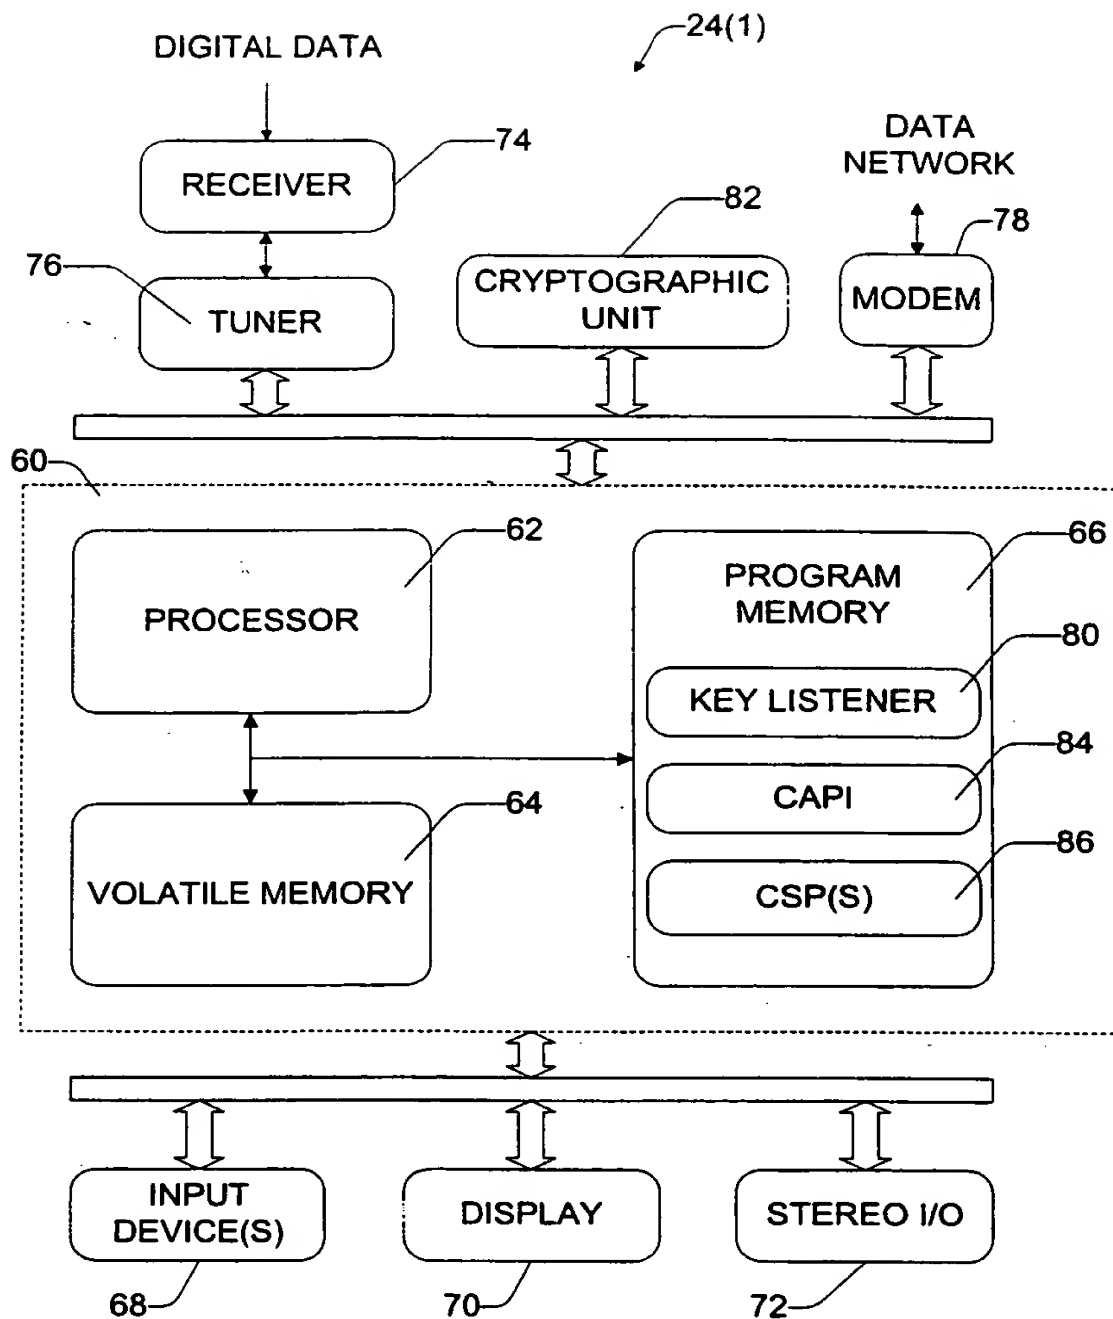 24(1)
DIGITAL DATA
74
RECEIVER
DATA
NETWORK
82
78
76
TUNER
CRYPTOGRAPHIC
UNIT
MODEM
60
62
PROCESSOR
66
PROGRAM
MEMORY
80
KEY LISTENER
84
CAPI
64
VOLATILE MEMORY
86
CSP(S)
INPUT
DEVICE(S)
DISPLAY
STEREO I/O
68
70
72